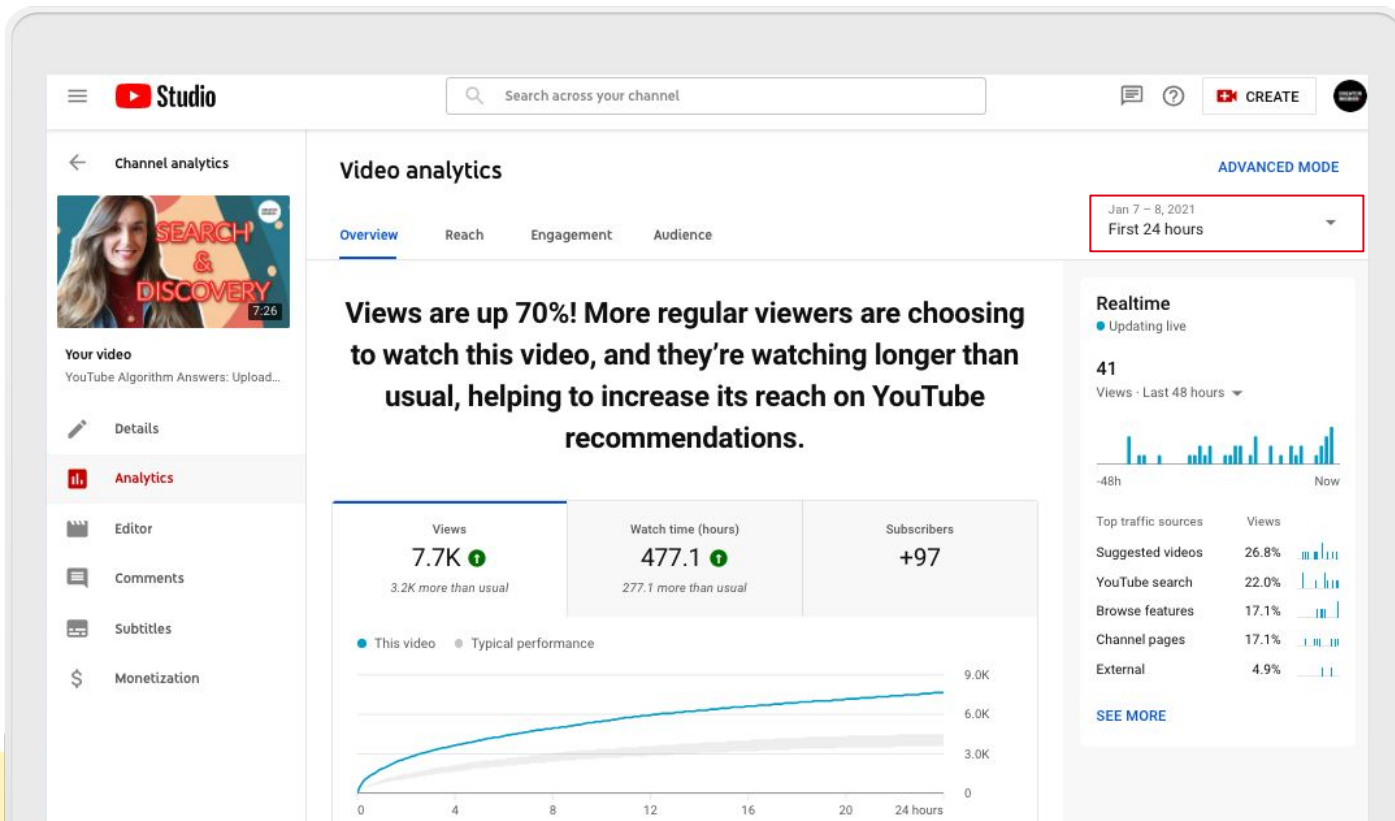 Studio
Search across your channel
CREATE
Channel analytics
Video analytics
ADVANCED MODE
SEARCH
&
DISCOVERY
7:26
Overview
Reach
Engagement
Audience
Jan 7 – 8, 2021
First 24 hours
Your video
YouTube Algorithm Answers: Upload...
Details
Analytics
Editor
Comments
Subtitles
Monetization
Views are up 70%! More regular viewers are choosing
to watch this video, and they’re watching longer than
usual, helping to increase its reach on YouTube
recommendations.
Views
7.7K
3.2K more than usual
Watch time (hours)
477.1
277.1 more than usual
Subscribers
+97
This video
Typical performance
9.0K
6.0K
3.0K
0
0 4 8 12 16 20 24 hours
Realtime
Updating live
41
Views · Last 48 hours
-48h Now
Top traffic sources Views
Suggested videos 26.8%
YouTube search 22.0%
Browse features 17.1%
Channel pages 17.1%
External 4.9%
SEE MORE